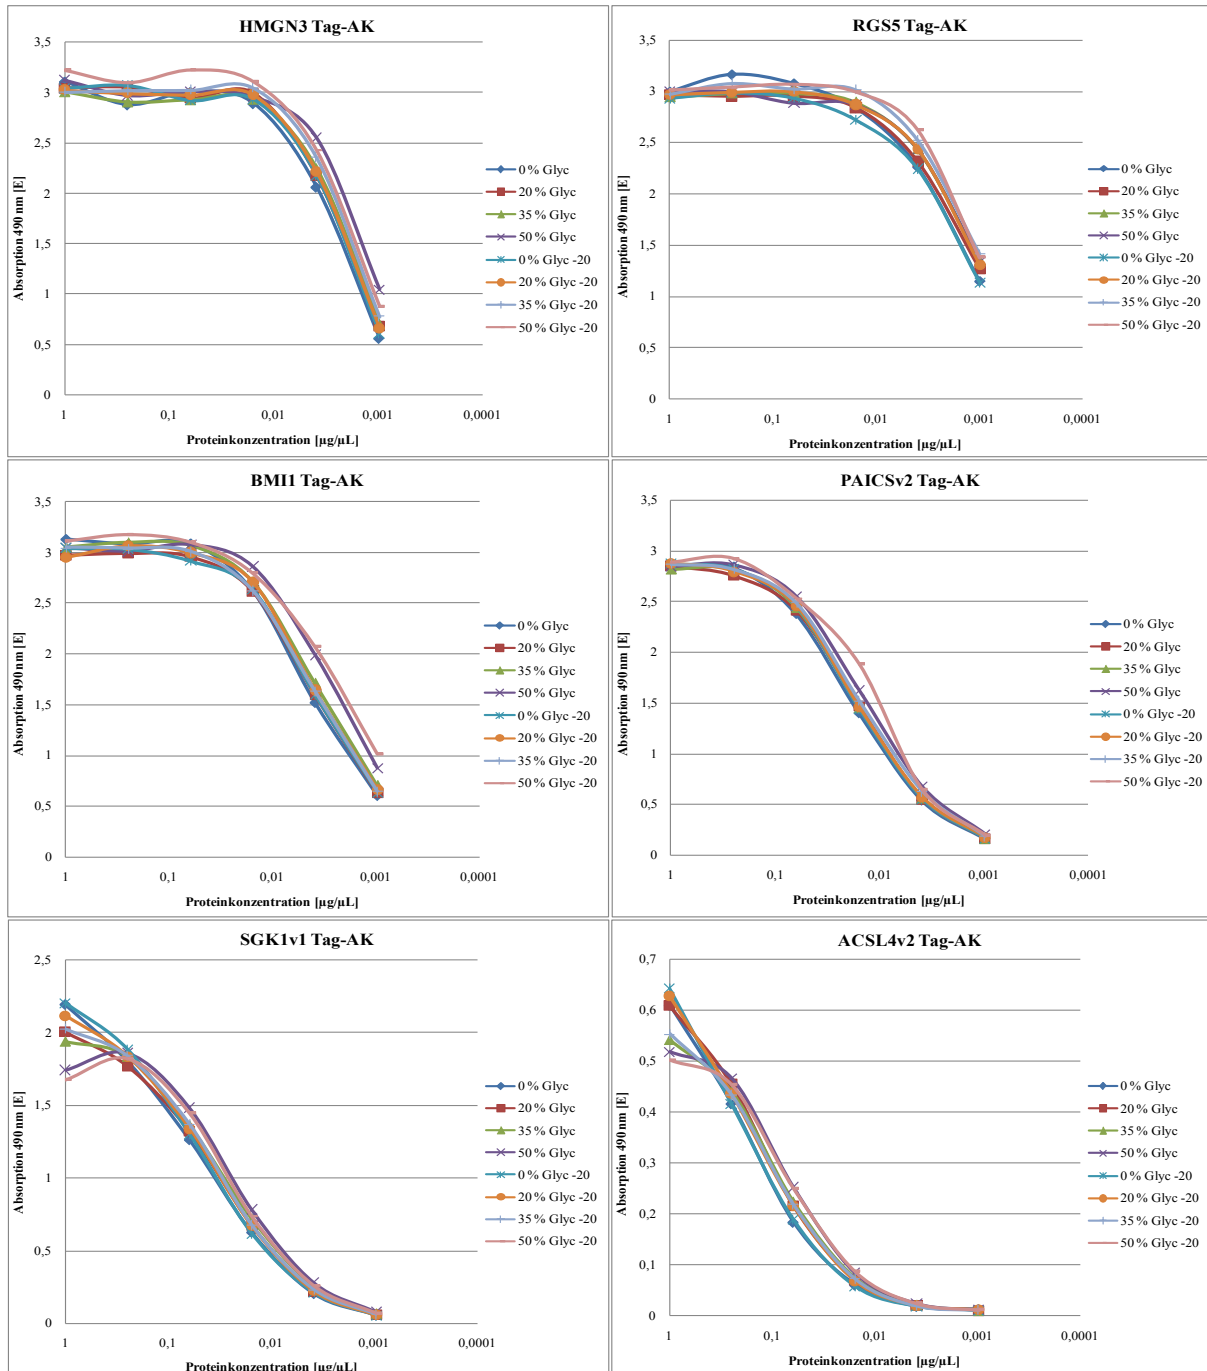 HMGN3 Tag-AK
3,5
3
2,5
2
1,5
1
0,5
0
Absorption 490 nm [E]
1 0,1 0,01 0,001 0,0001
Proteinkonzentration [µg/µL]
0% Glyc
20% Glyc
35% Glyc
50% Glyc
0% Glyc -20
20% Glyc -20
35% Glyc -20
50% Glyc -20
RGS5 Tag-AK
3,5
3
2,5
2
1,5
1
0,5
0
Absorption 490 nm [E]
1 0,1 0,01 0,001 0,0001
Proteinkonzentration [µg/µL]
0% Glyc
20% Glyc
35% Glyc
50% Glyc
0% Glyc -20
20% Glyc -20
35% Glyc -20
50% Glyc -20
BMI1 Tag-AK
3,5
3
2,5
2
1,5
1
0,5
0
Absorption 490 nm [E]
1 0,1 0,01 0,001 0,0001
Proteinkonzentration [µg/µL]
0% Glyc
20% Glyc
35% Glyc
50% Glyc
0% Glyc -20
20% Glyc -20
35% Glyc -20
50% Glyc -20
PAICSv2 Tag-AK
3,5
3
2,5
2
1,5
1
0,5
0
Absorption 490 nm [E]
1 0,1 0,01 0,001 0,0001
Proteinkonzentration [µg/µL]
0% Glyc
20% Glyc
35% Glyc
50% Glyc
0% Glyc -20
20% Glyc -20
35% Glyc -20
50% Glyc -20
SGK1v1 Tag-AK
2,5
2
1,5
1
0,5
0
Absorption 490 nm [E]
1 0,1 0,01 0,001 0,0001
Proteinkonzentration [µg/µL]
0% Glyc
20% Glyc
35% Glyc
50% Glyc
0% Glyc -20
20% Glyc -20
35% Glyc -20
50% Glyc -20
ACSL4v2 Tag-AK
0,7
0,6
0,5
0,4
0,3
0,2
0,1
0
Absorption 490 nm [E]
1 0,1 0,01 0,001 0,0001
Proteinkonzentration [µg/µL]
0% Glyc
20% Glyc
35% Glyc
50% Glyc
0% Glyc -20
20% Glyc -20
35% Glyc -20
50% Glyc -20